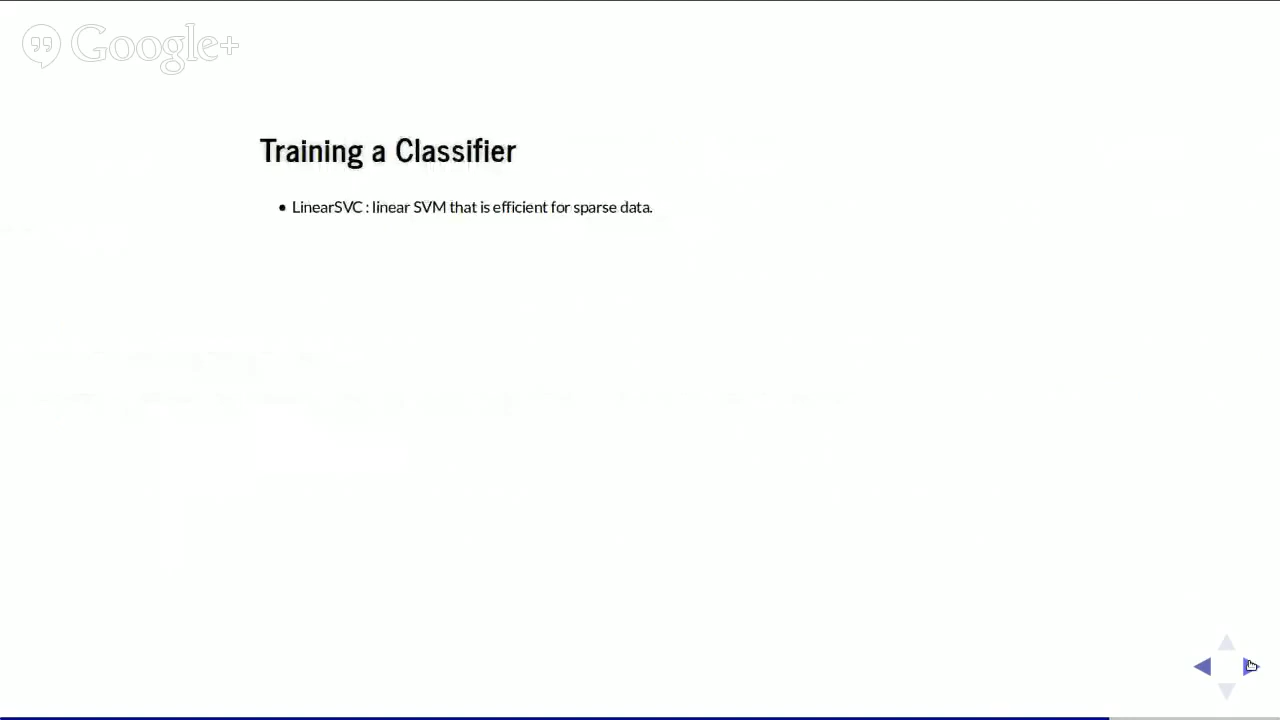 Google+
Training a Classifier
• LinearSVC : linear SVM that is efficient for sparse data.